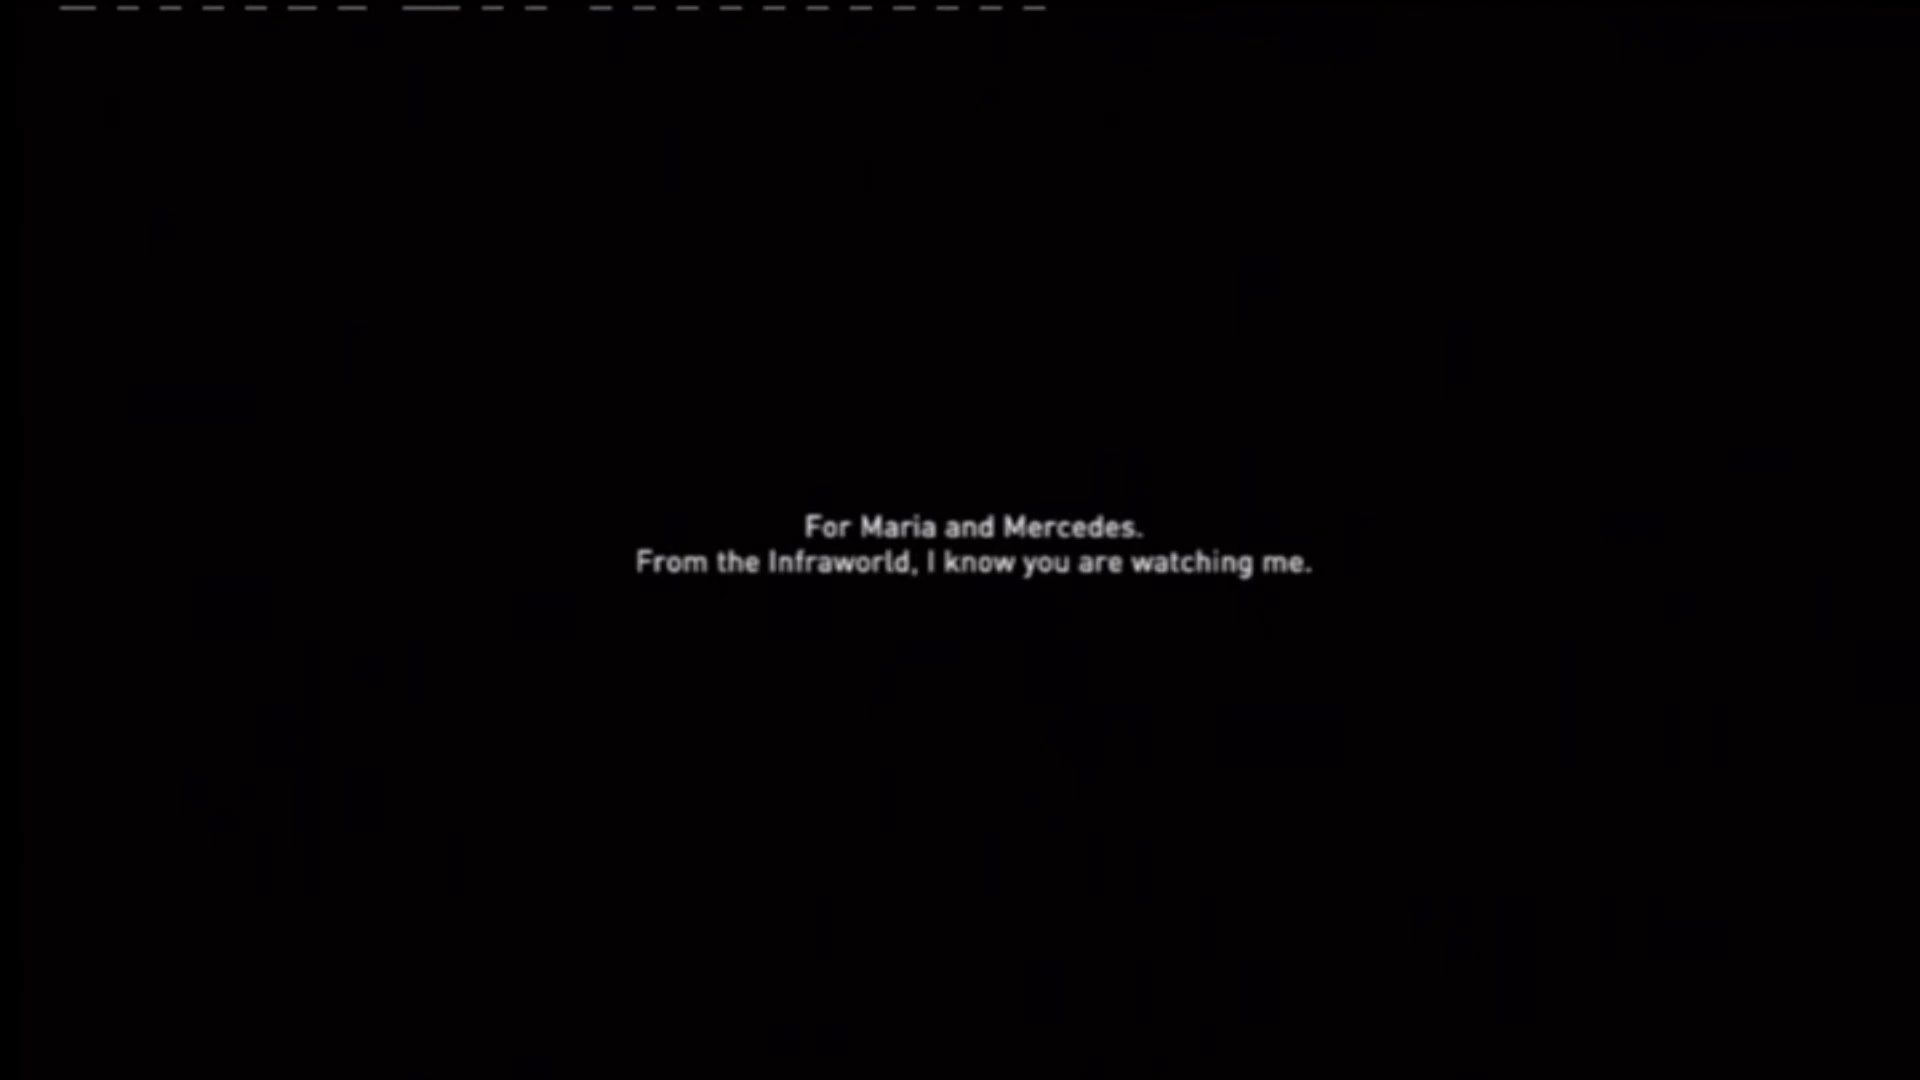 For Maria and Mercedes.
From the Infraworld, I know you are watching me.